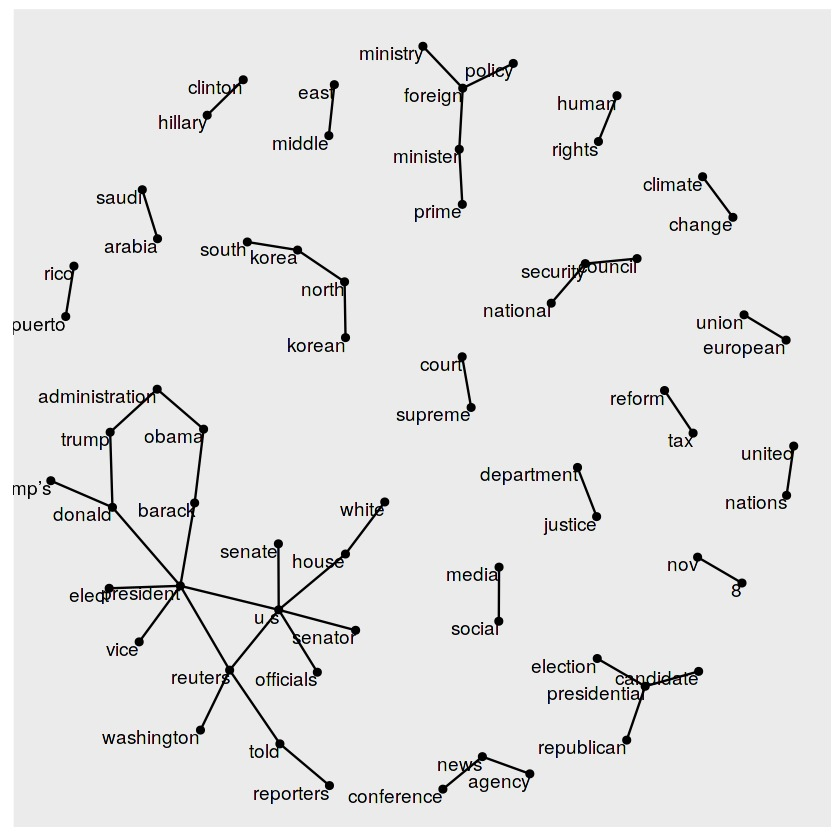 ministry
policy
clinton
east
foreign
human
hillary
middle
minister
rights
climate
saudi
prime
change
arabia
south
korea
rico
security
council
north
national
puerto
union
korean
european
court
administration
reform
supreme
trump
obama
tax
united
department
mp's
white
nations
donald
barack
justice
senate
house
nov
media
elect
president
8
u.s
social
senator
vice
election
reuters
officials
candidate
presidential
washington
told
republican
news
agency
reporters
conference